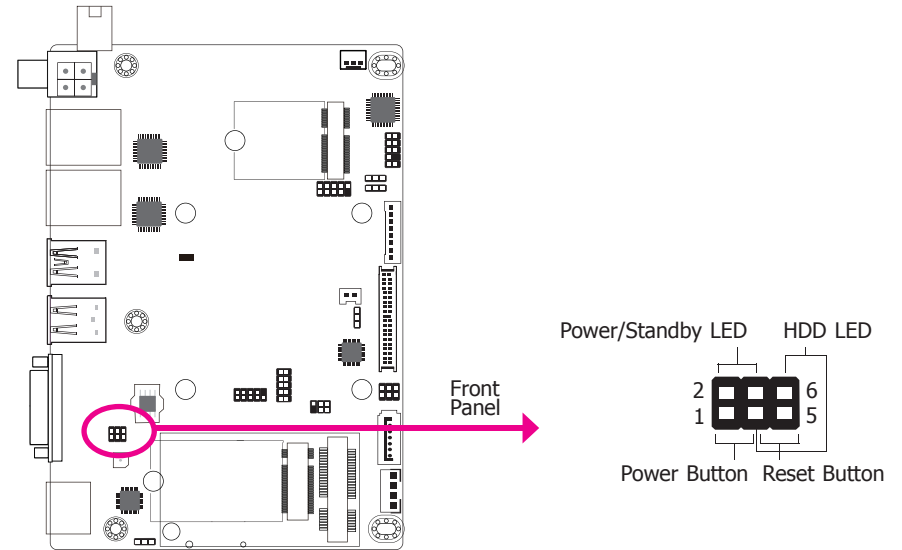 Front
Panel
Power/Standby LED
HDD LED
2
6
1
5
Power Button
Reset Button